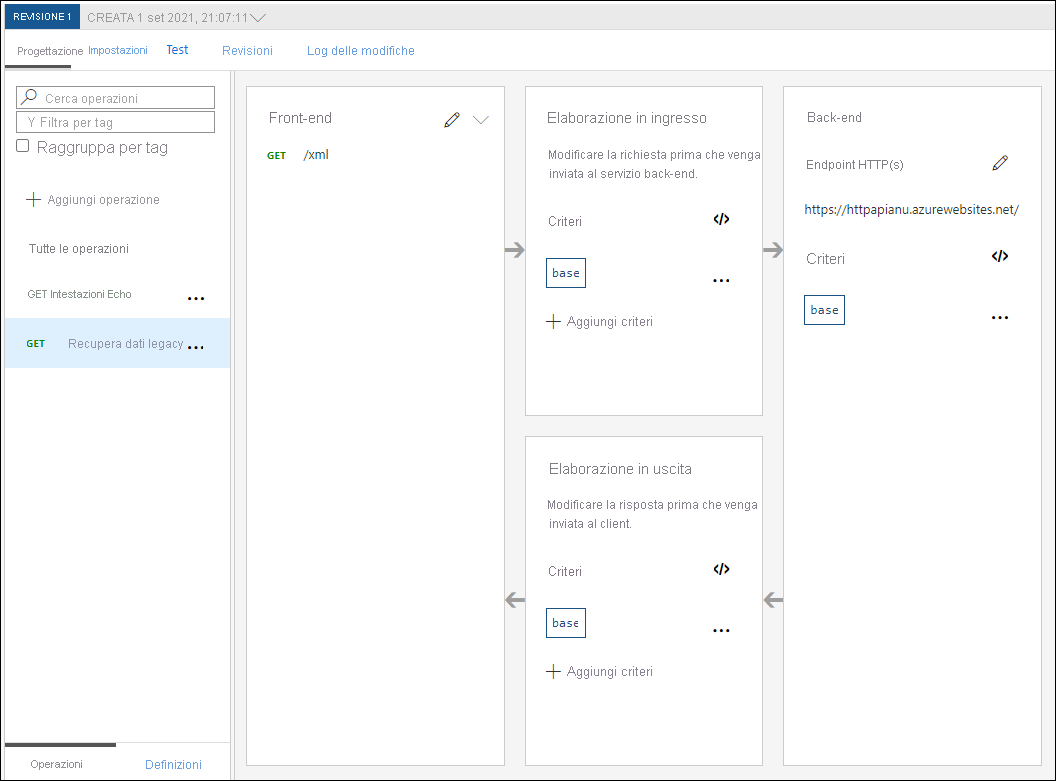 REVISIONE 1 CREATA 1 set 2021, 21:07:11
Progettazione Impostazioni Test Revisioni Log delle modifiche
Cerca operazioni
Filtra per tag
Raggruppa per tag
Aggiungi operazione
Tutte le operazioni
GET Intestazioni Echo
GET Recupera dati legacy
Operazioni Definizioni
Front-end
GET /xml
Elaborazione in ingresso
Modificare la richiesta prima che venga
inviata al servizio back-end.
Criteri </>
base
Aggiungi criteri
Elaborazione in uscita
Modificare la risposta prima che venga
inviata al client.
Criteri </>
base
Aggiungi criteri
Back-end
Endpoint HTTP(s)
https://httpapianu.azurewebsites.net/
Criteri </>
base